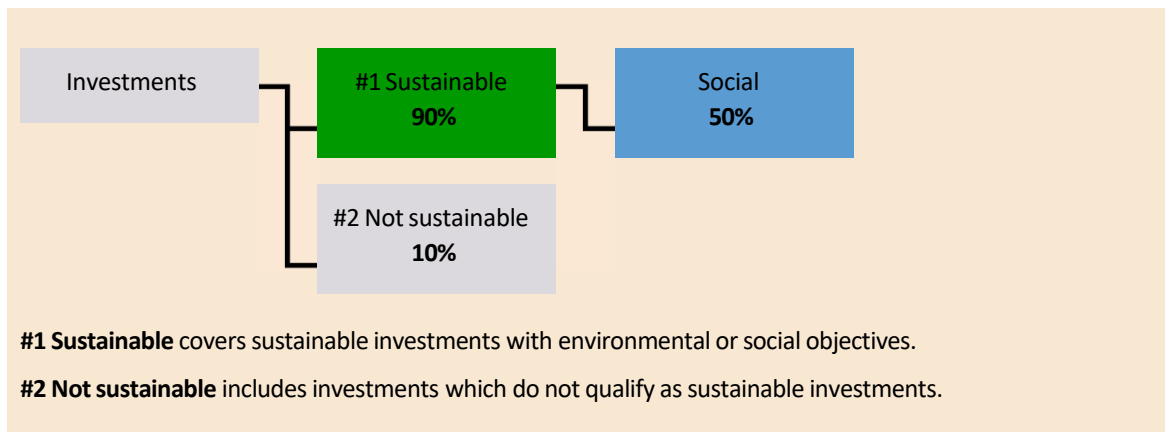 Investments
#1 Sustainable
90%
Social
50%
#2 Not sustainable
10%
#1 Sustainable covers sustainable investments with environmental or social objectives.
#2 Not sustainable includes investments which do not qualify as sustainable investments.